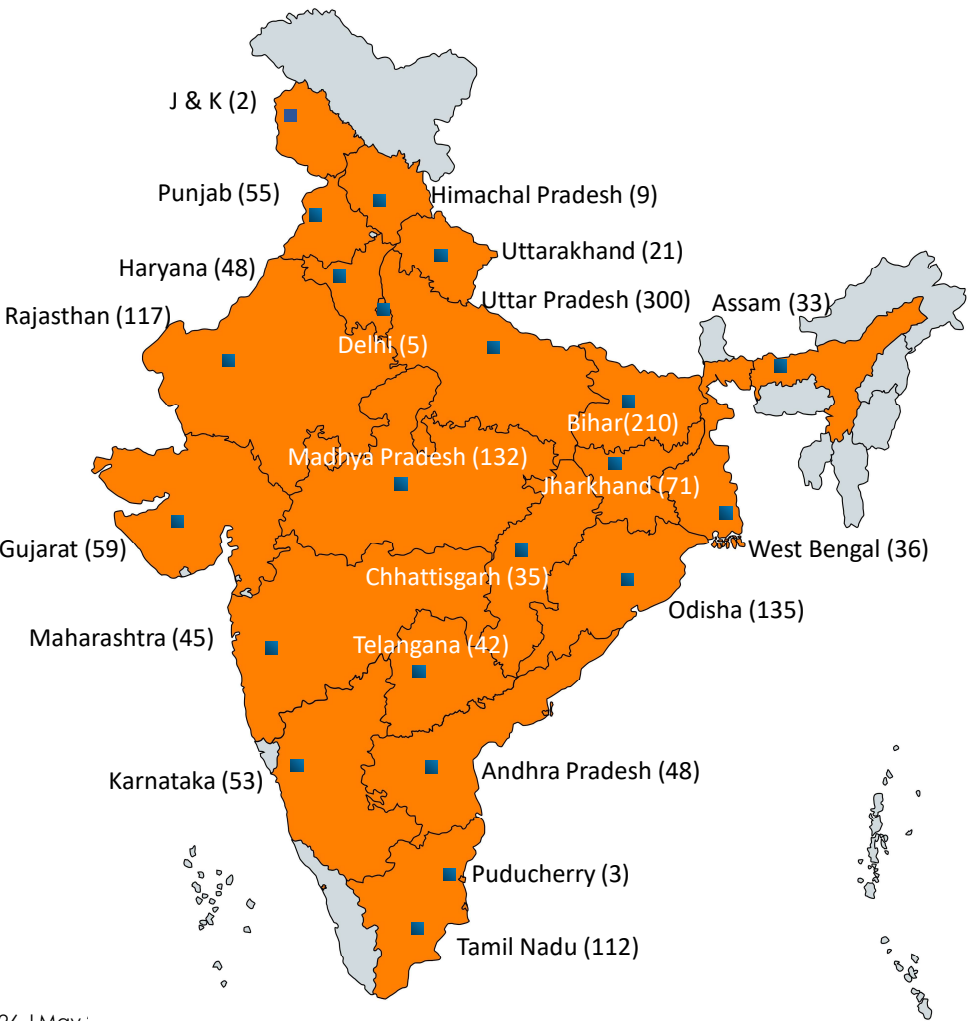 J & K (2)
Punjab (55)
Himachal Pradesh (9)
Uttarakhand (21)
Haryana (48)
Uttar Pradesh (300)
Assam (33)
Rajasthan (117)
Delhi (5)
Bihar(210)
Madhya Pradesh (132)
Jharkhand (71)
Gujarat (59)
West Bengal (36)
Chhattisgarh (35)
Odisha (135)
Maharashtra (45)
Telangana (42)
Karnataka (53)
Andhra Pradesh (48)
Puducherry (3)
Tamil Nadu (112)